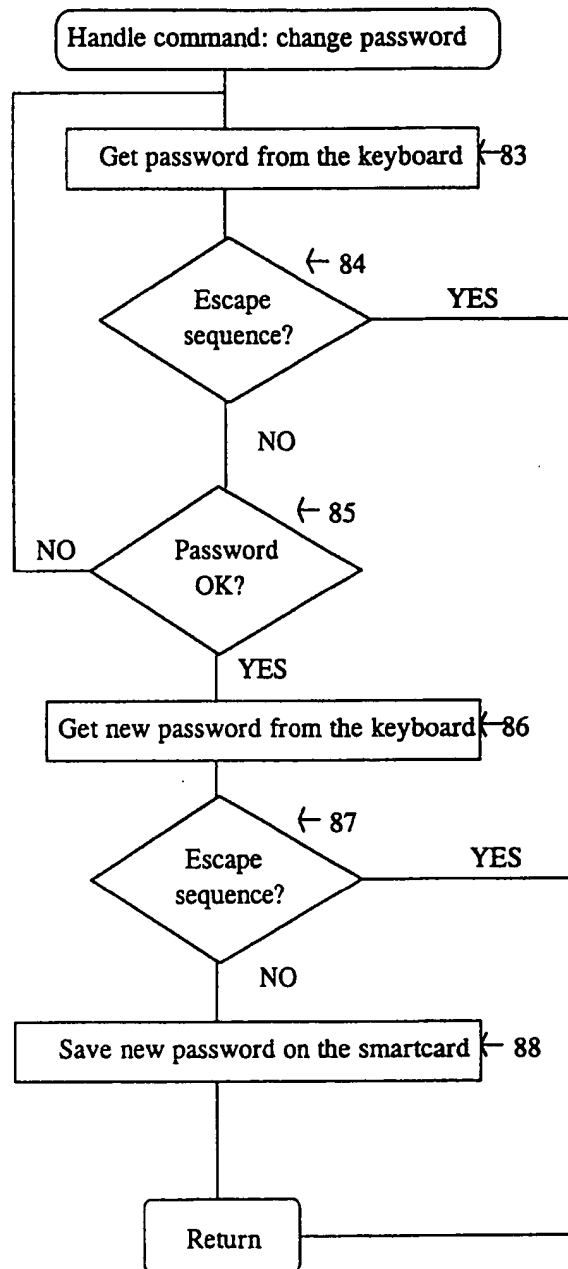 Handle command: change password
Get password from the keyboard
83
84
Escape
sequence?
YES
NO
85
NO
Password
OK?
YES
Get new password from the keyboard
86
87
Escape
sequence?
YES
NO
Save new password on the smartcard
88
Return